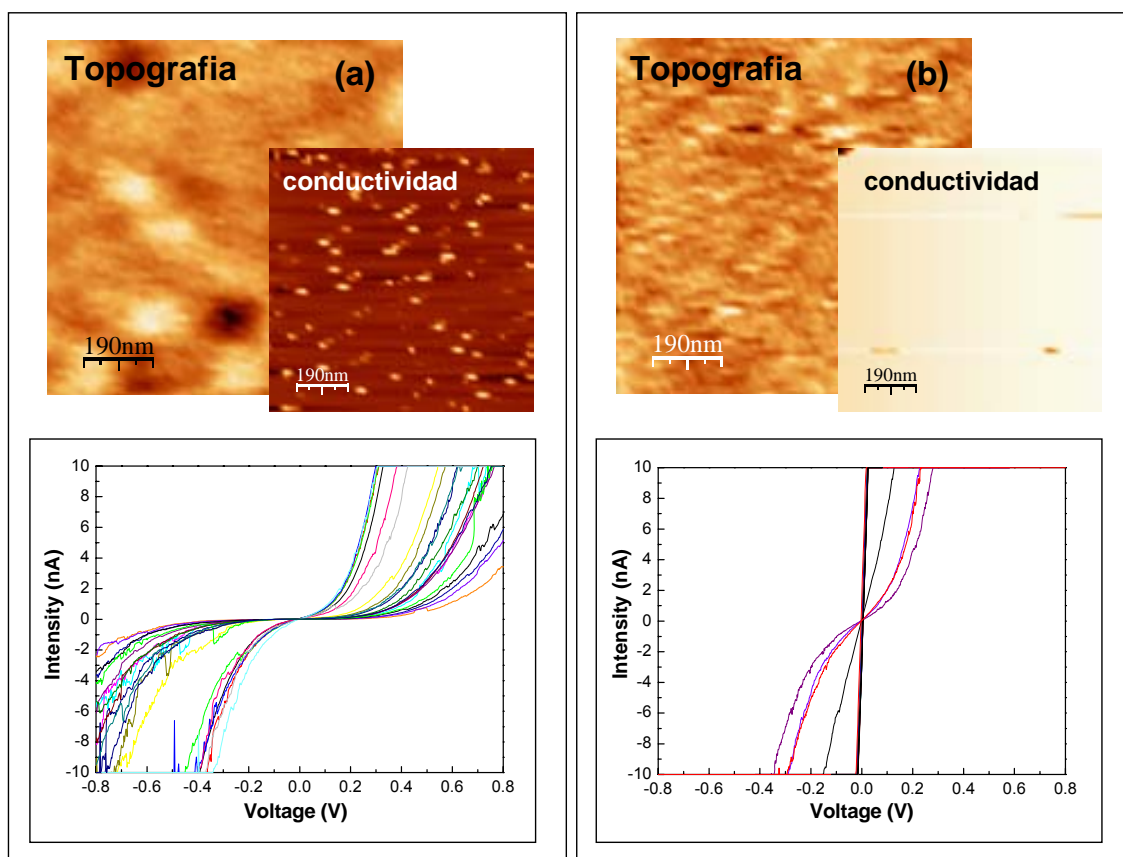 Topografia (a)
conductividad
190nm
190nm
10
8
6
4
2
0
-2
-4
-6
-8
-10
Intensity (nA)
-0.8 -0.6 -0.4 -0.2 0.0 0.2 0.4 0.6 0.8
Voltage (V)
Topografia (b)
conductividad
190nm
190nm
10
8
6
4
2
0
-2
-4
-6
-8
-10
Intensity (nA)
-0.8 -0.6 -0.4 -0.2 0.0 0.2 0.4 0.6 0.8
Voltage (V)